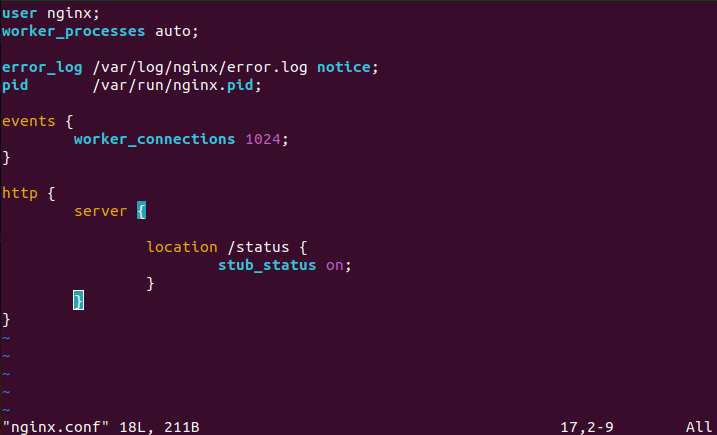 user nginx;
worker_processes auto;
error_log /var/log/nginx/error.log notice;
pid        /var/run/nginx.pid;
events {
        worker_connections 1024;
}
http {
        server {
                location /status {
                        stub_status on;
                }
        }
}
~
~
~
~
~
"nginx.conf" 18L, 211B                                        17,2-9        All